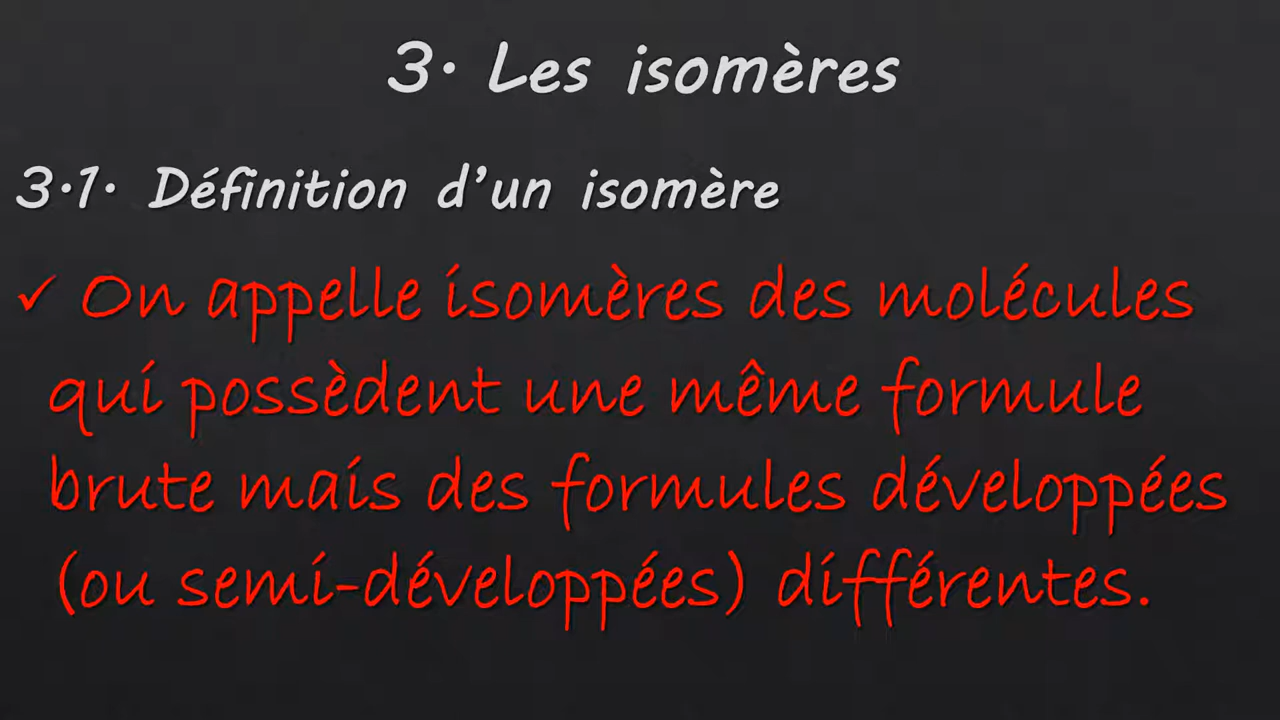 3. Les isomères
3.1. Définition d’un isomère
✓ On appelle isomères des molécules
qui possèdent une même formule
brute mais des formules développées
(ou semi-développées) différentes.